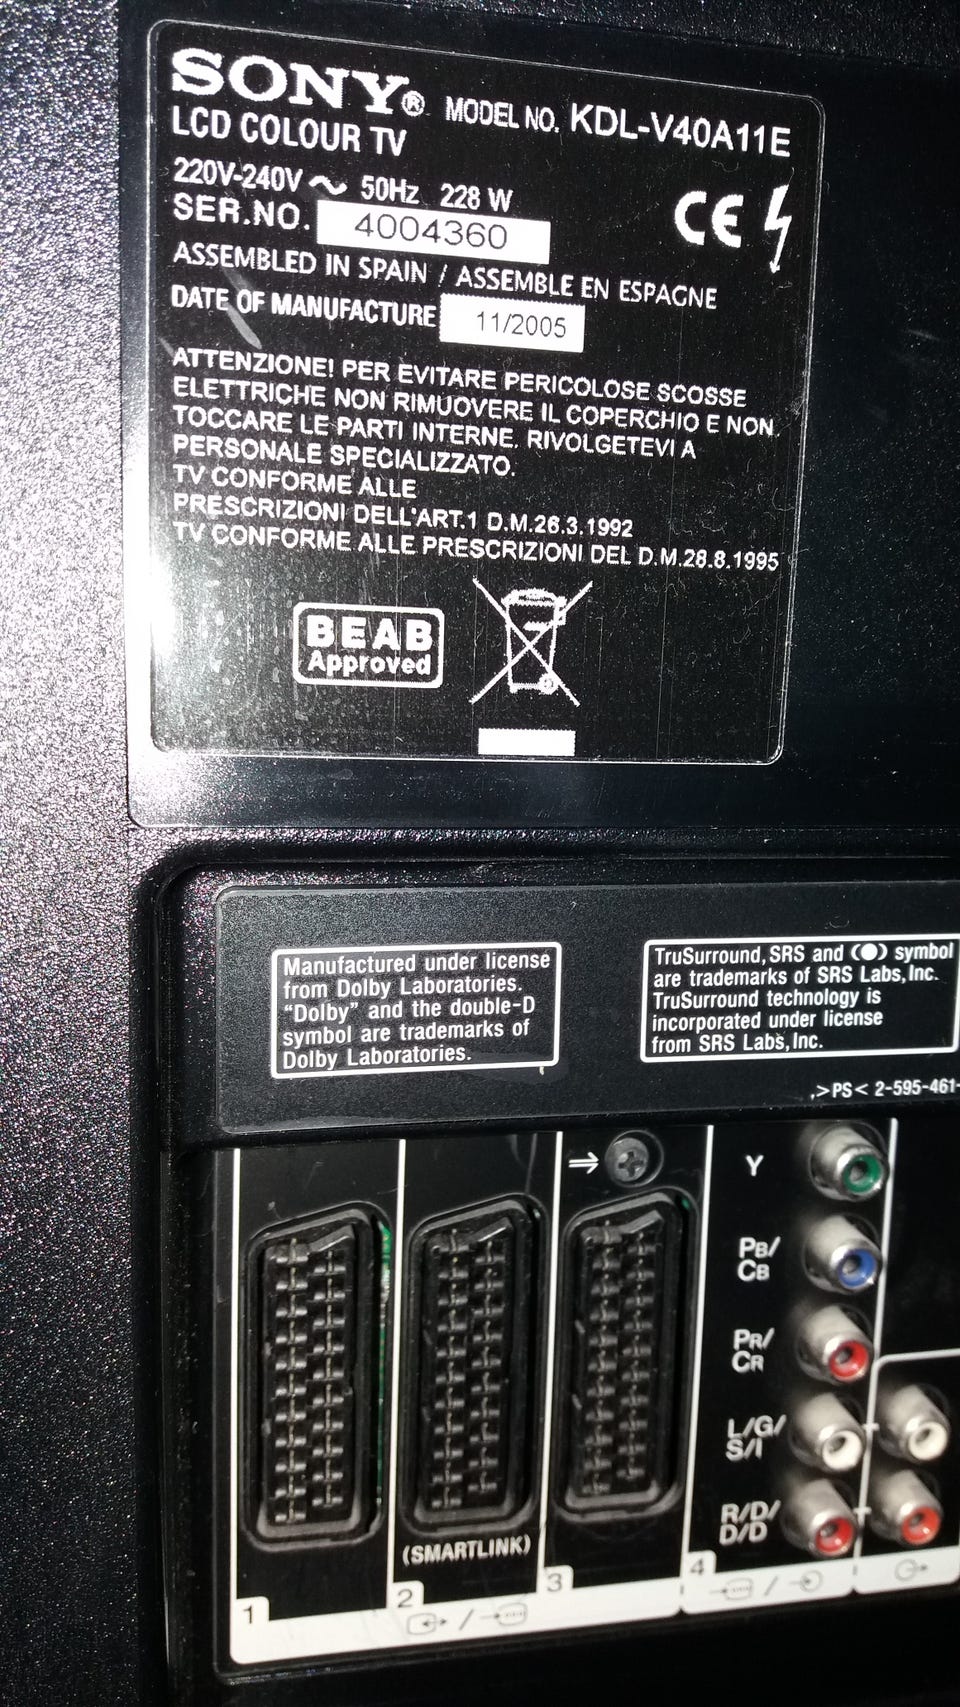 SONY® MODEL NO. KDL-V40A11E
LCD COLOUR TV
220V-240V ~ 50Hz 228 W
SER.NO. 4004360
CE
ASSEMBLED IN SPAIN / ASSEMBLE EN ESPAGNE
DATE OF MANUFACTURE 11/2005
ATTENZIONE! PER EVITARE PERICOLOSE SCOSSE
ELETTRICHE NON RIMUOVERE IL COPERCHIO E NON
TOCCARE LE PARTI INTERNE. RIVOLGETEVI A
PERSONALE SPECIALIZZATO.
TV CONFORME ALLE
PRESCRIZIONI DELL'ART.1 D.M.26.3.1992
TV CONFORME ALLE PRESCRIZIONI DEL D.M.28.8.1995
BEAB
Approved
Manufactured under license
from Dolby Laboratories.
“Dolby” and the double-D
symbol are trademarks of
Dolby Laboratories.
TruSurround, SRS and (●) symbol
are trademarks of SRS Labs, Inc.
TruSurround technology is
incorporated under license
from SRS Labs, Inc.
>PS< 2-595-461-
Y
PB/
CB
PR/
CR
L/G/
S/I
R/D/
D/D
(SMARTLINK)
1
2
3
4